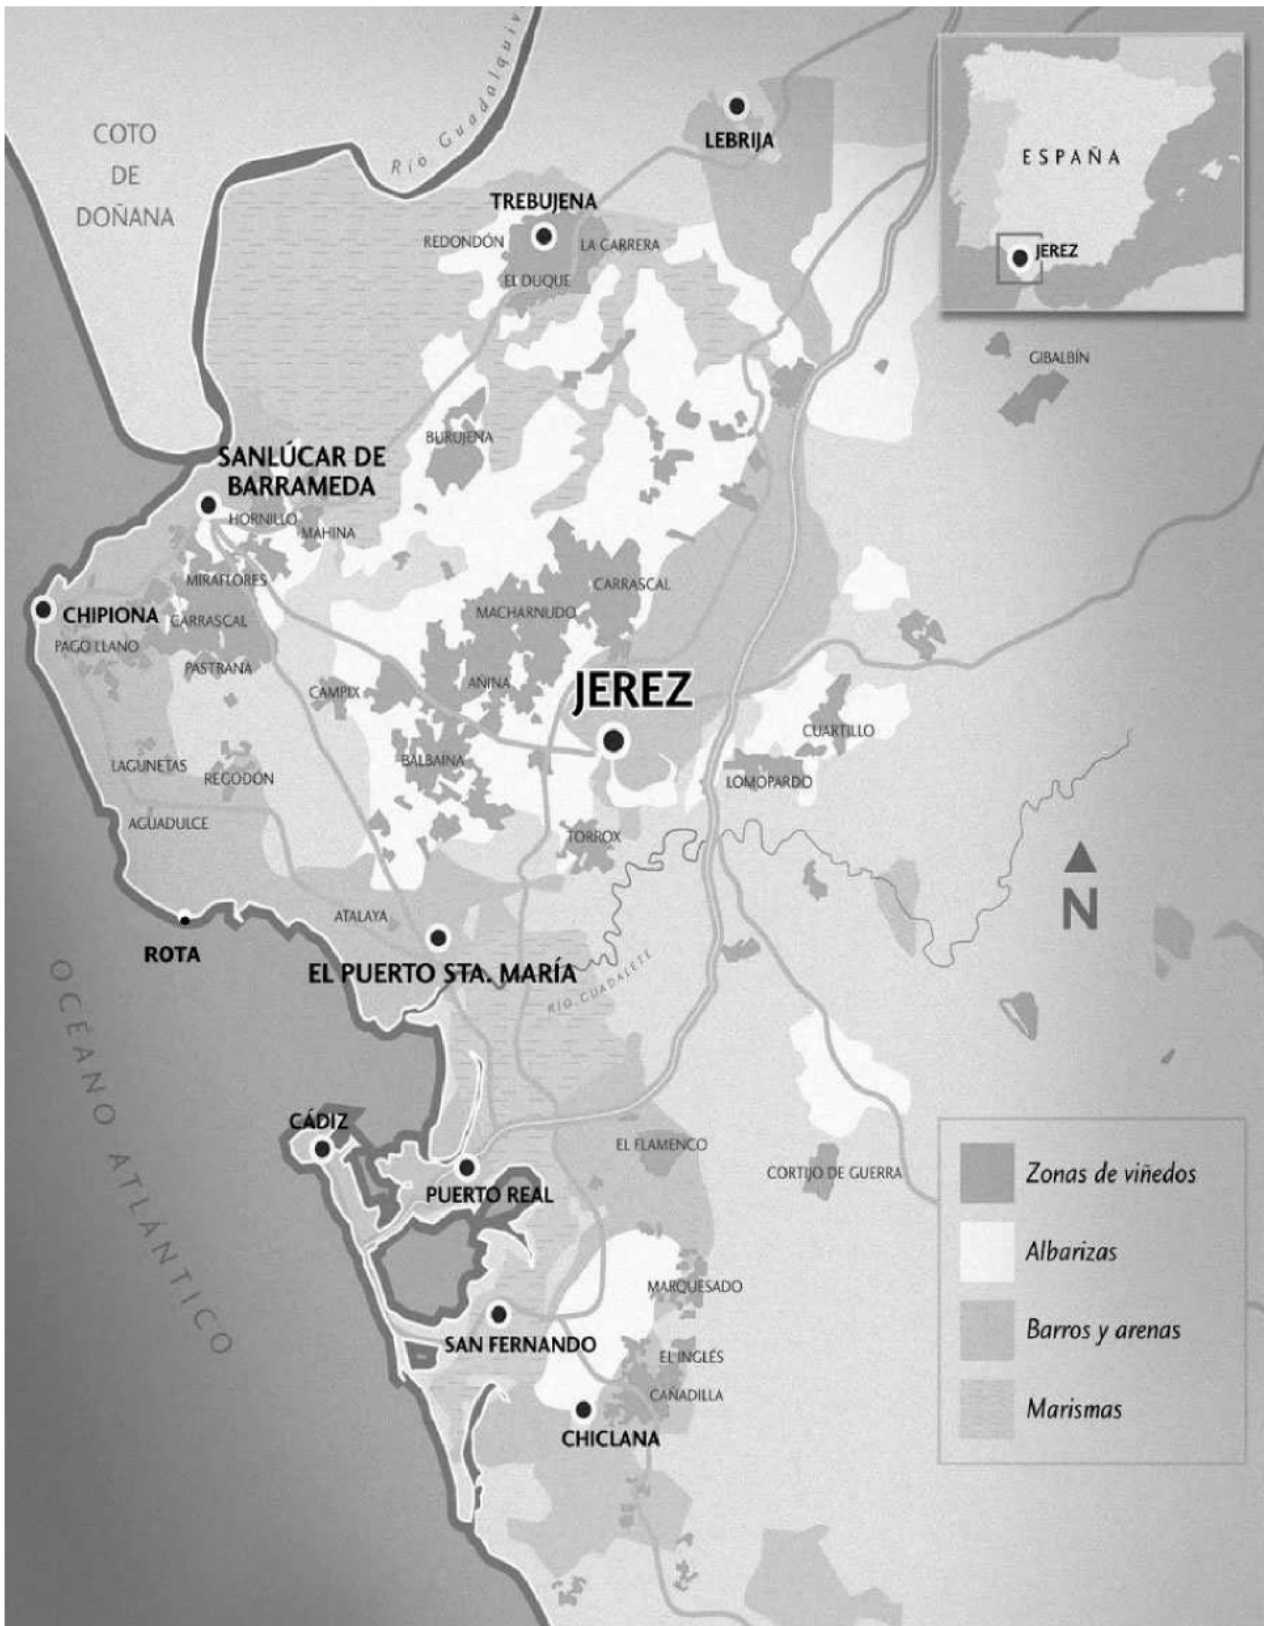 Río Guadalquivir
COTO
DE
DOÑANA
LEBRIJA
ESPAÑA
JEREZ
TREBUJENA
REDONDÓN
LA CARRERA
EL DUQUE
GIBALBÍN
BURUJENA
SANLÚCAR DE
BARRAMEDA
HORNILLO
MAHINA
MIRAFLORES
CARRASCAL
MACHARNUDO
CHIPIONA
CARRASCAL
PAGO LLANO
PASTRANA
CAMPIX
AÑINA
JEREZ
CUARTILLO
BALBAÍNA
LAGUNETAS
REGODÓN
LOMOPARDO
AGUADULCE
TORROX
N
ATALAYA
ROTA
EL PUERTO STA. MARÍA
RÍO GUADALETE
OCÉANO ATLÁNTICO
CÁDIZ
EL FLAMENCO
CORTIJO DE GUERRA
PUERTO REAL
MARQUESADO
SAN FERNANDO
EL INGLÉS
CAÑADILLA
CHICLANA
Zonas de viñedos
Albarizas
Barros y arenas
Marismas